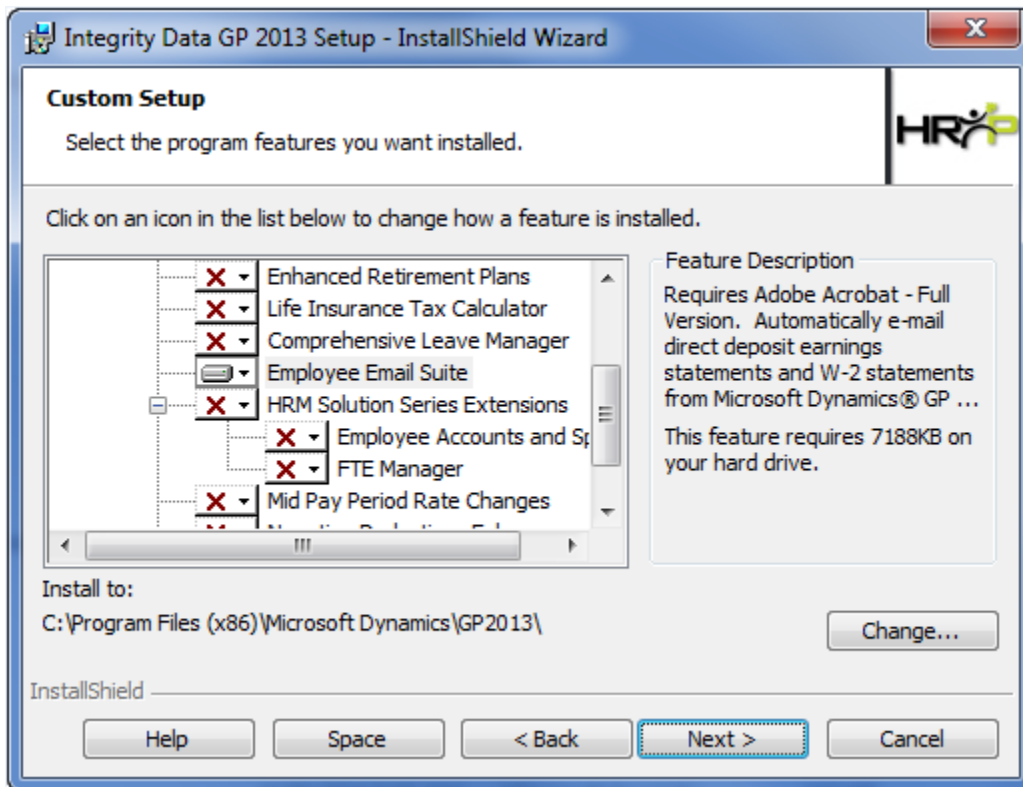 Integrity Data GP 2013 Setup - InstallShield Wizard
Custom Setup
Select the program features you want installed.
HR
Click on an icon in the list below to change how a feature is installed.
Enhanced Retirement Plans
Life Insurance Tax Calculator
Comprehensive Leave Manager
Employee Email Suite
HRM Solution Series Extensions
Employee Accounts and Sp
FTE Manager
Mid Pay Period Rate Changes
Feature Description
Requires Adobe Acrobat - Full
Version.  Automatically e-mail
direct deposit earnings
statements and W-2 statements
from Microsoft Dynamics® GP ...
This feature requires 7188KB on
your hard drive.
Install to:
C:\Program Files (x86)\Microsoft Dynamics\GP2013\
Change...
InstallShield
Help
Space
< Back
Next >
Cancel